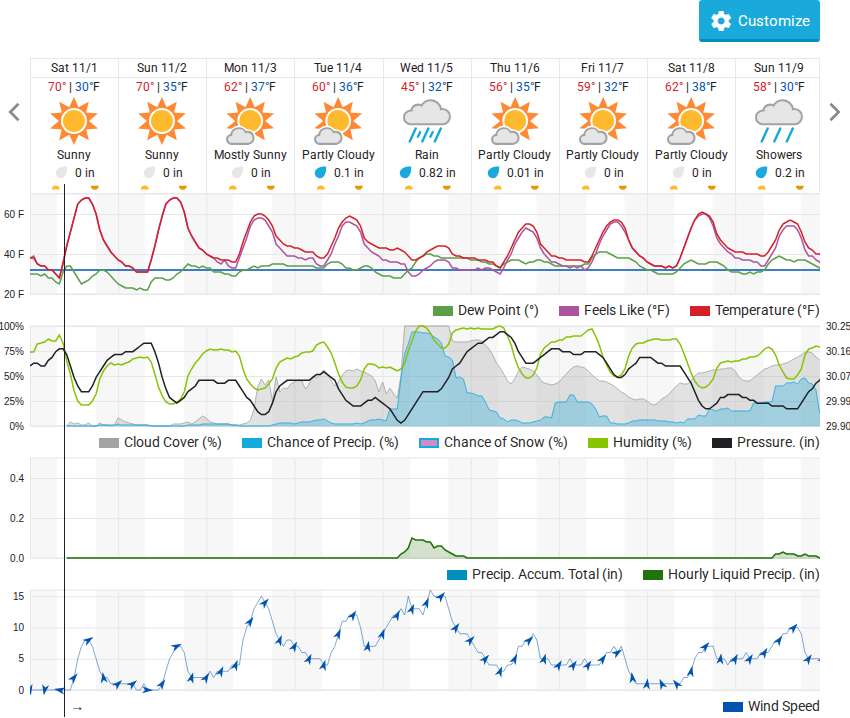 Customize
Sat 11/1 Sun 11/2 Mon 11/3 Tue 11/4 Wed 11/5 Thu 11/6 Fri 11/7 Sat 11/8 Sun 11/9
70° | 30°F 70° | 35°F 62° | 37°F 60° | 36°F 45° | 32°F 56° | 35°F 59° | 32°F 62° | 38°F 58° | 30°F
Sunny Sunny Mostly Sunny Partly Cloudy Rain Partly Cloudy Partly Cloudy Partly Cloudy Showers
0 in 0 in 0 in 0.1 in 0.82 in 0.01 in 0 in 0 in 0.2 in
60 F
40 F
20 F
Dew Point (°) Feels Like (°F) Temperature (°F)
100% 30.25
75% 30.16
50% 30.07
25% 29.99
0% 29.90
Cloud Cover (%) Chance of Precip. (%) Chance of Snow (%) Humidity (%) Pressure. (in)
0.4
0.2
0.0
Precip. Accum. Total (in) Hourly Liquid Precip. (in)
15
10
5
0
→
Wind Speed